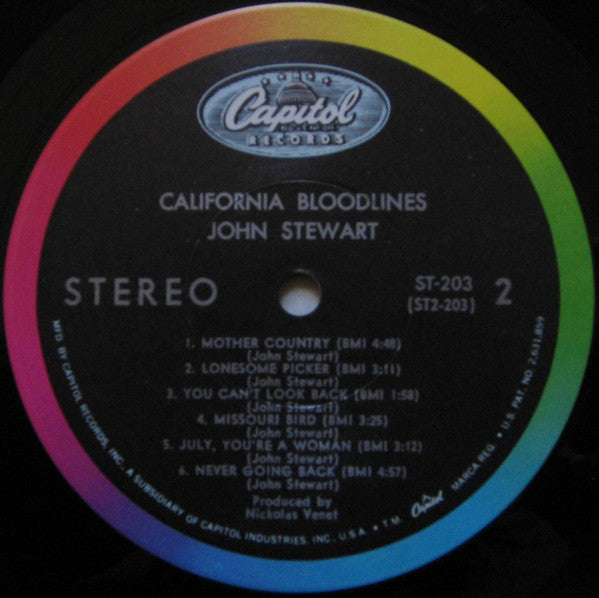 Capitol
RECORDS
CALIFORNIA BLOODLINES
JOHN STEWART
STEREO
ST-203
(ST2-203)
2
1. MOTHER COUNTRY (BMI 4:48)
(John Stewart)
2. LONESOME PICKER (BMI 3:11)
(John Stewart)
3. YOU CAN'T LOOK BACK (BMI 1:58)
(John Stewart)
4. MISSOURI BIRD (BMI 3:25)
(John Stewart)
5. JULY, YOU'RE A WOMAN (BMI 3:12)
(John Stewart)
6. NEVER GOING BACK (BMI 4:57)
(John Stewart)
Produced by
Nickolas Venet
MFD. BY CAPITOL RECORDS, INC., A SUBSIDIARY OF CAPITOL INDUSTRIES, INC., U.S.A. • T.M. Capitol MARCA REG. • U.S. PAT. NO. 2,631,859